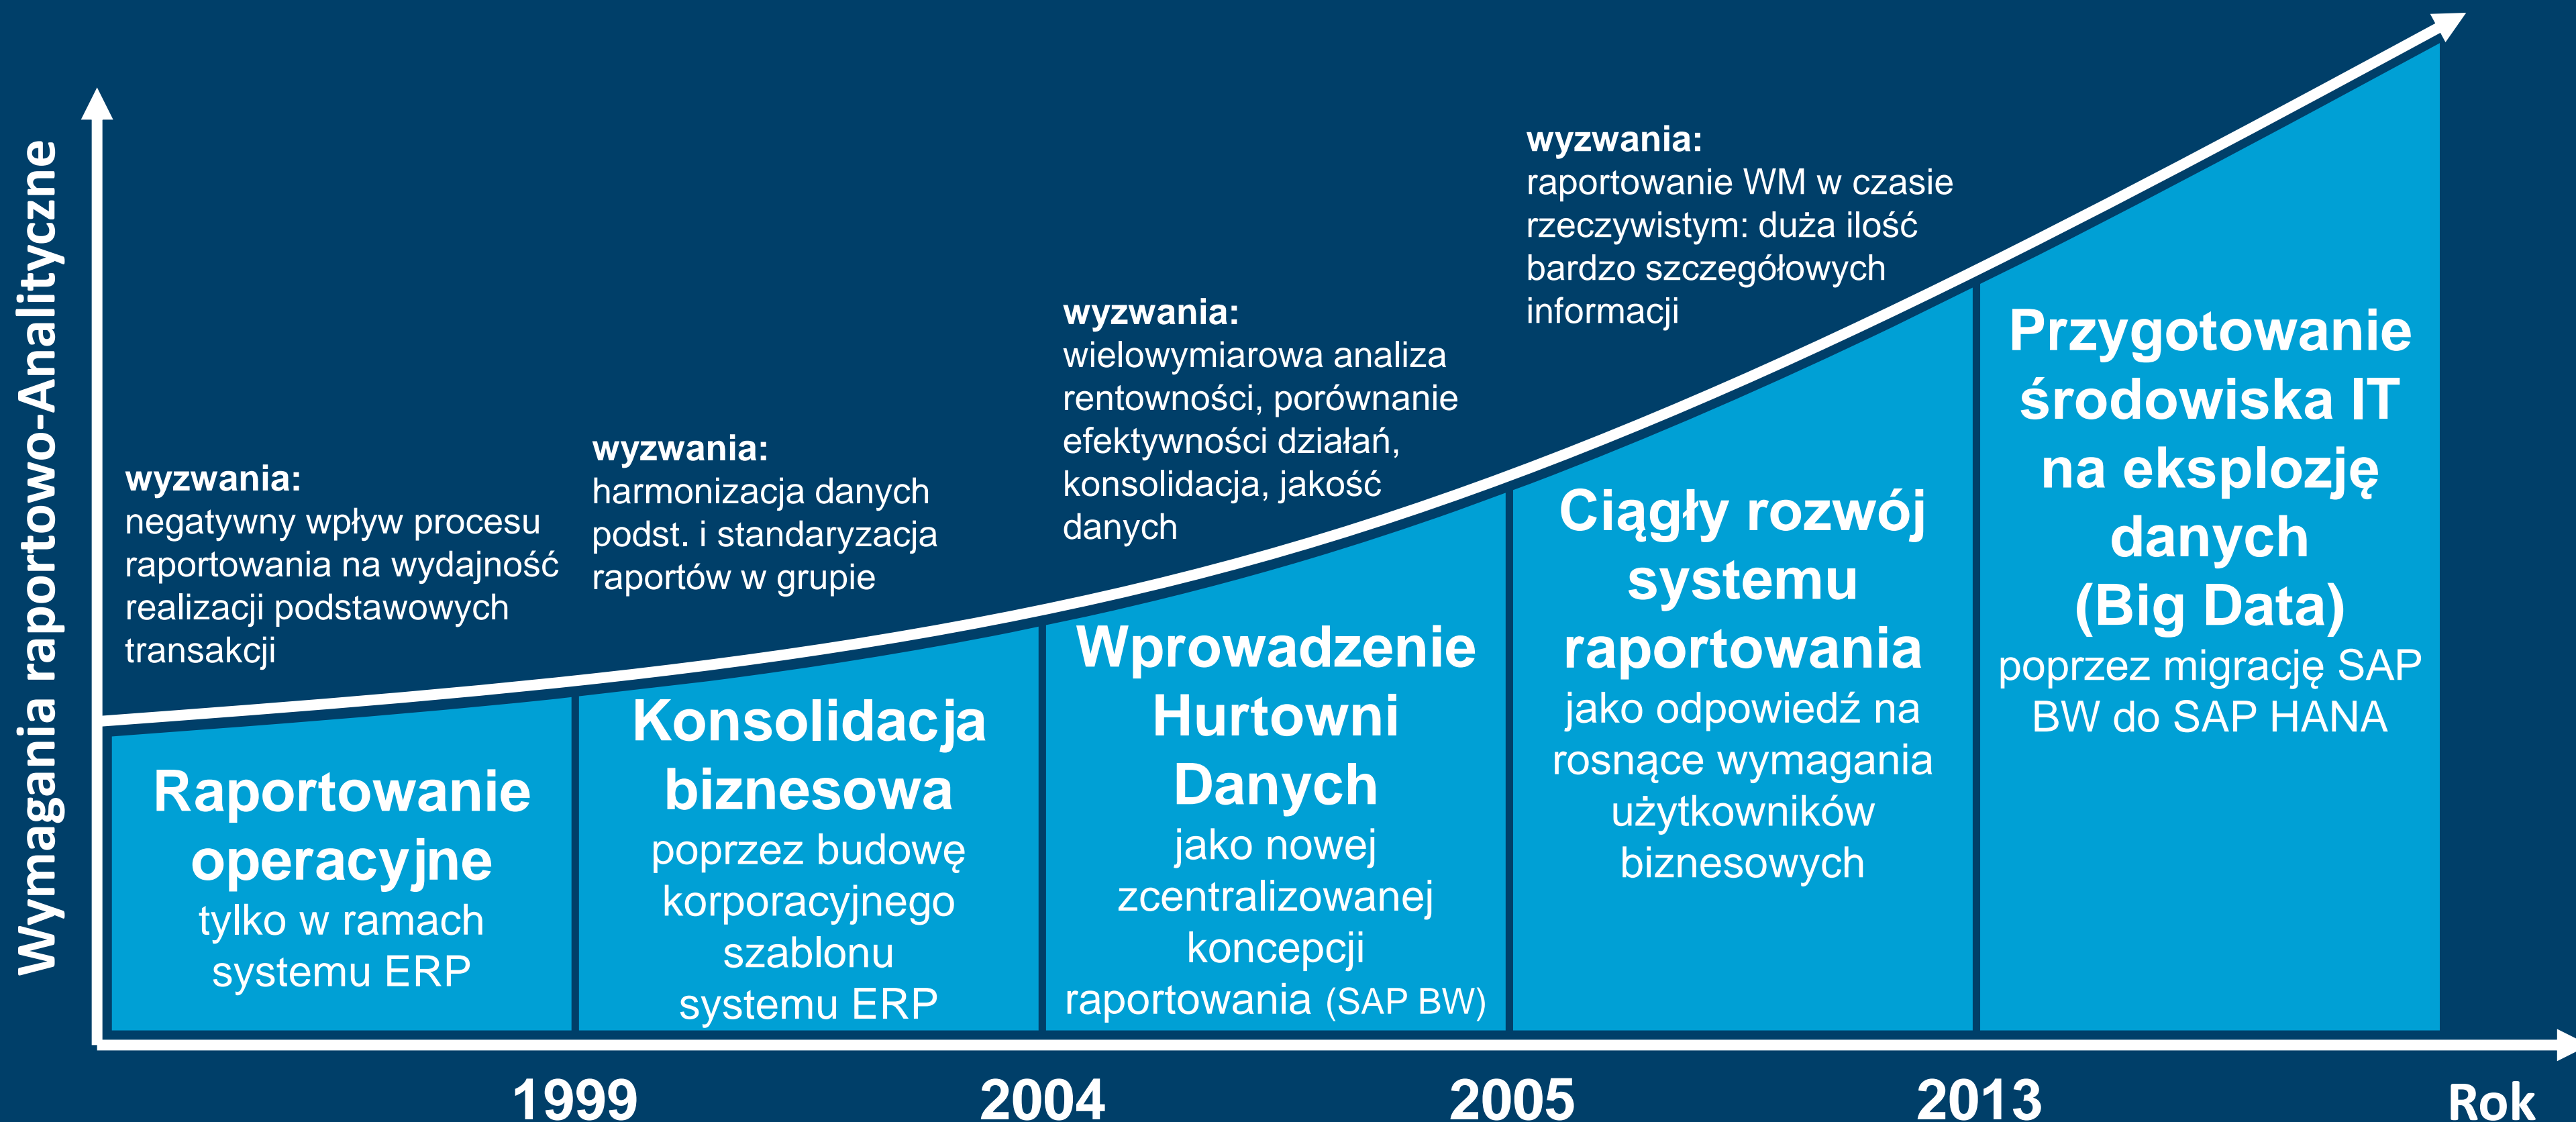 Wymagania raportowo-Analityczne
wyzwania:
negatywny wpływ procesu
raportowania na wydajność
realizacji podstawowych
transakcji
wyzwania:
harmonizacja danych
podst. i standaryzacja
raportów w grupie
wyzwania:
wielowymiarowa analiza
rentowności, porównanie
efektywności działań,
konsolidacja, jakość
danych
wyzwania:
raportowanie WM w czasie
rzeczywistym: duża ilość
bardzo szczegółowych
informacji
Raportowanie
operacyjne
tylko w ramach
systemu ERP
Konsolidacja
biznesowa
poprzez budowę
korporacyjnego
szablonu
systemu ERP
Wprowadzenie
Hurtowni
Danych
jako nowej
zcentralizowanej
koncepcji
raportowania (SAP BW)
Ciągły rozwój
systemu
raportowania
jako odpowiedź na
rosnące wymagania
użytkowników
biznesowych
Przygotowanie
środowiska IT
na eksplozję
danych
(Big Data)
poprzez migrację SAP
BW do SAP HANA
1999
2004
2005
2013
Rok